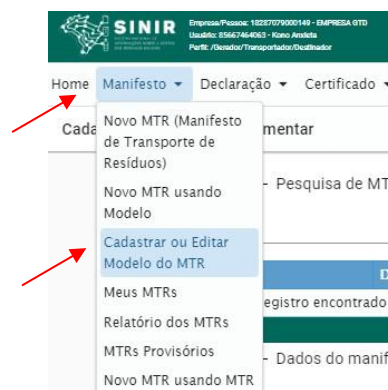 SINIR
Empresa/Pessoa: 18287079000149 - EMPRESA GTD
Usuário: 85667464063 - Kono Anxieta
Perfil: /Gerador/Transportador/Destinador
Home Manifesto Declaração Certificado
Cada
mentar
Novo MTR (Manifesto
de Transporte de
Resíduos)
- Pesquisa de MT
Novo MTR usando
Modelo
Cadastrar ou Editar
Modelo do MTR
D
Meus MTRs
egistro encontrado
Relatório dos MTRs
MTRs Provisórios
- Dados do manif
Novo MTR usando MTR